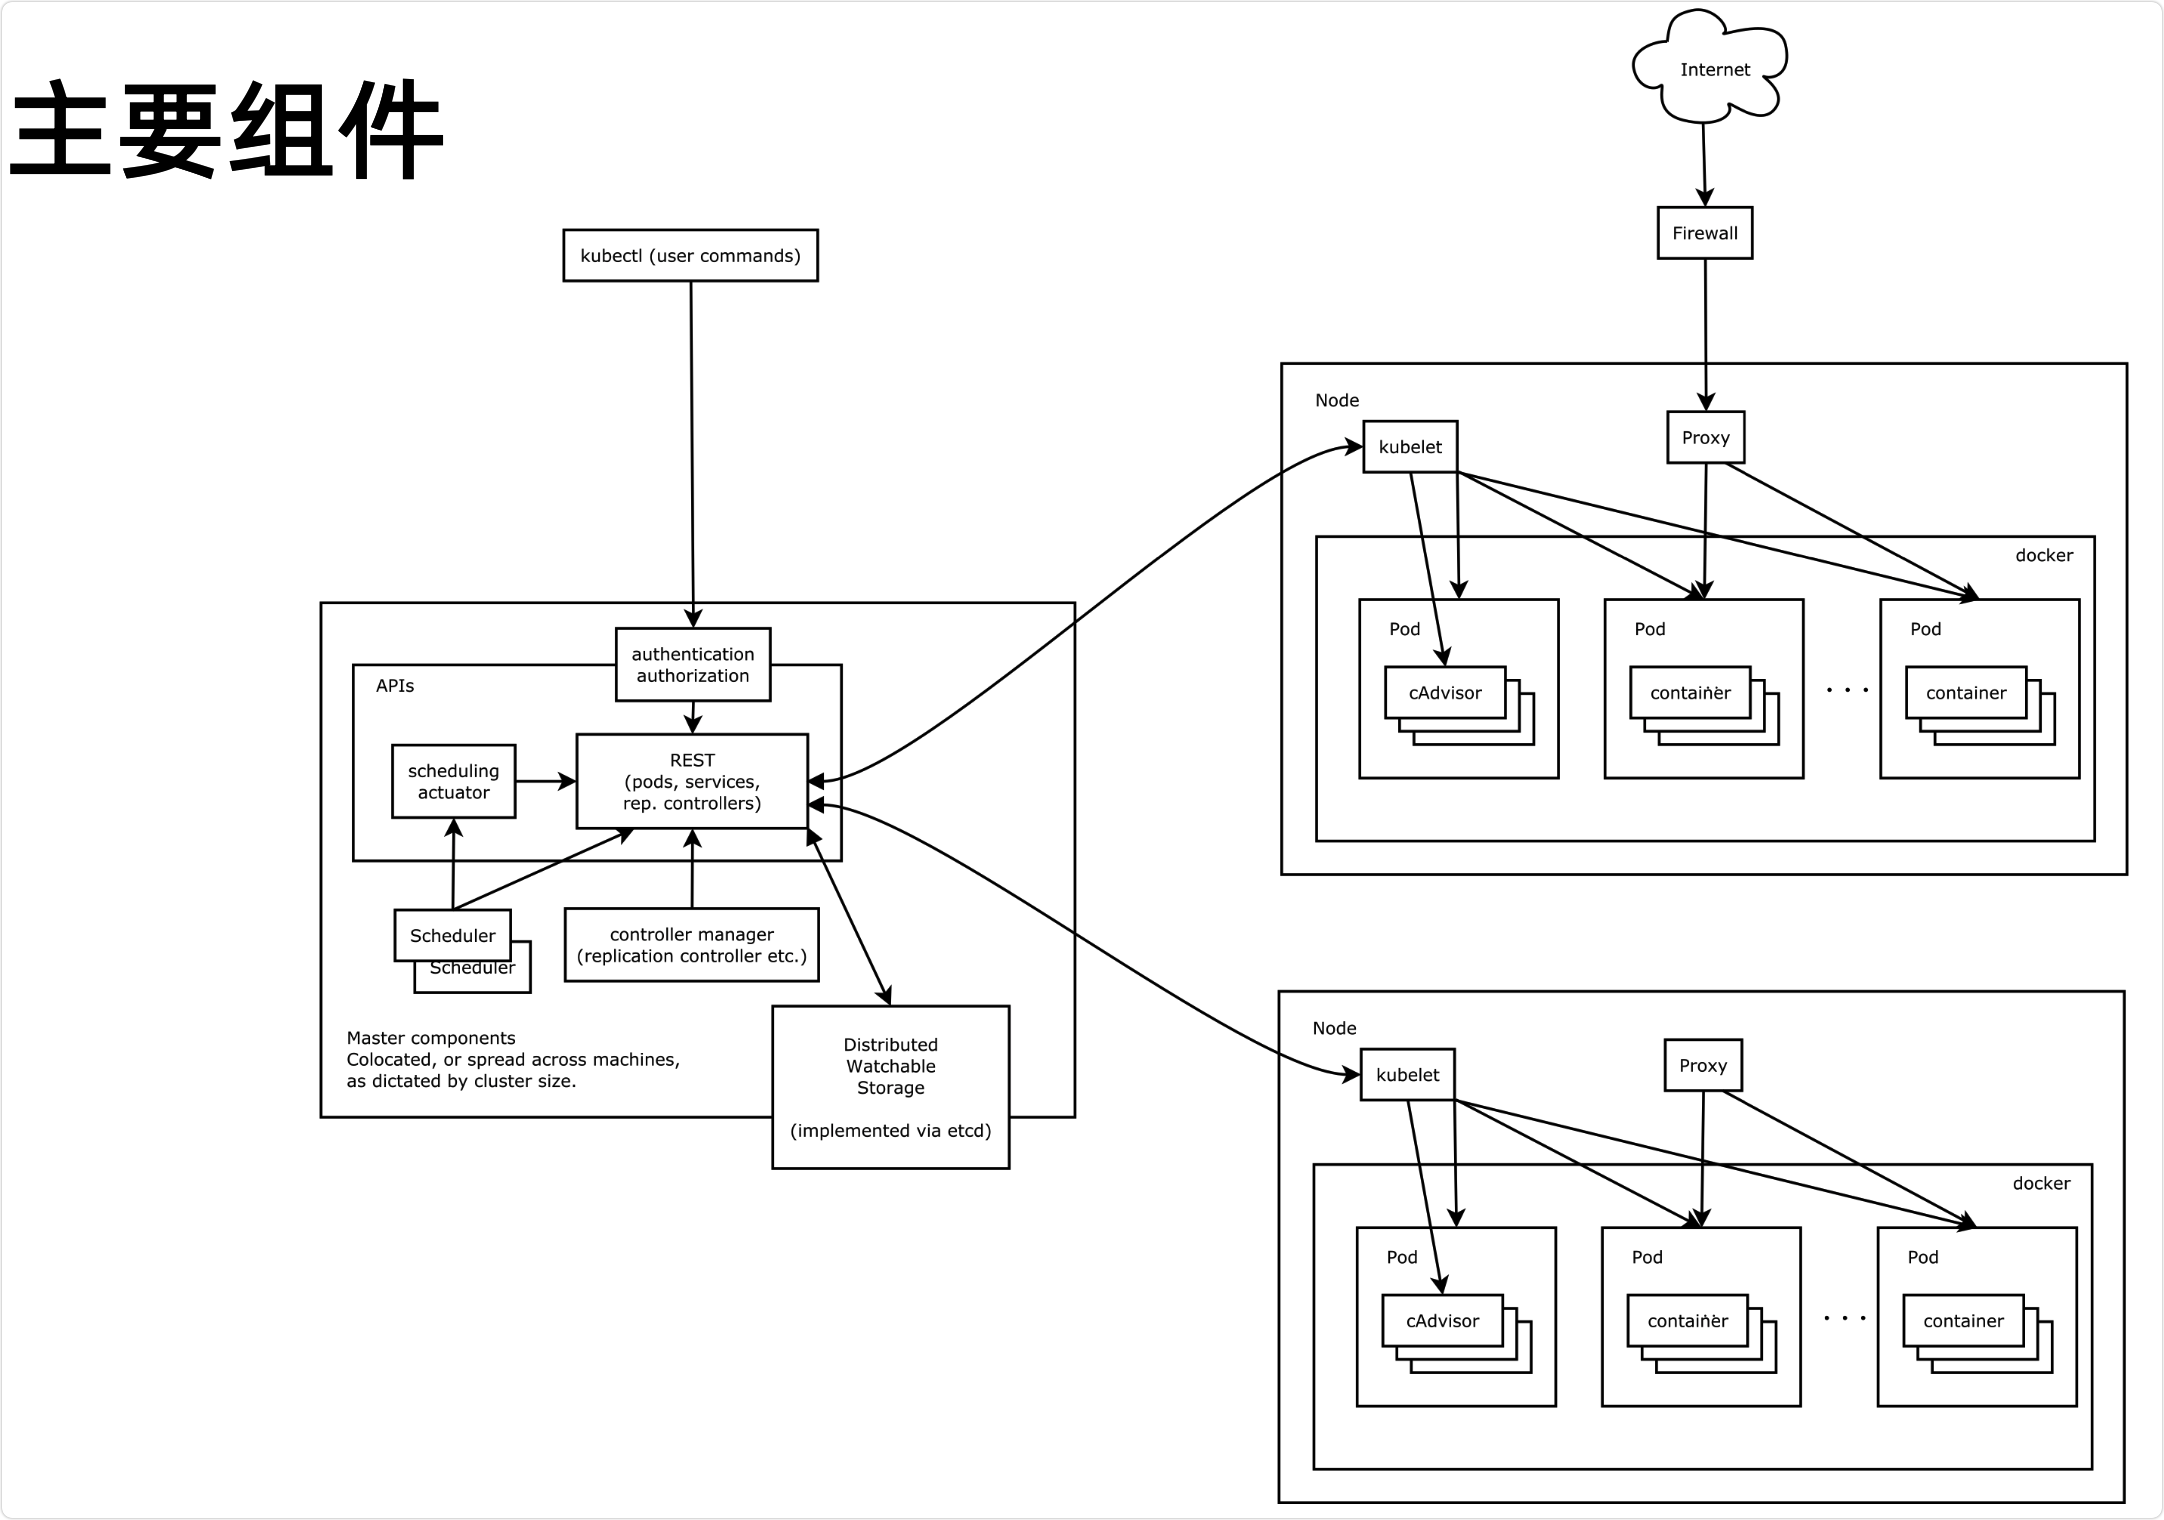 主要组件
Internet
Firewall
kubectl (user commands)
authentication
authorization
APIs
scheduling
actuator
REST
(pods, services,
rep. controllers)
Scheduler
Scheduler
controller manager
(replication controller etc.)
Master components
Colocated, or spread across machines,
as dictated by cluster size.
Distributed
Watchable
Storage
(implemented via etcd)
Node
kubelet
Proxy
docker
Pod
cAdvisor
Pod
container
. . .
Pod
container
Node
kubelet
Proxy
docker
Pod
cAdvisor
Pod
container
. . .
Pod
container